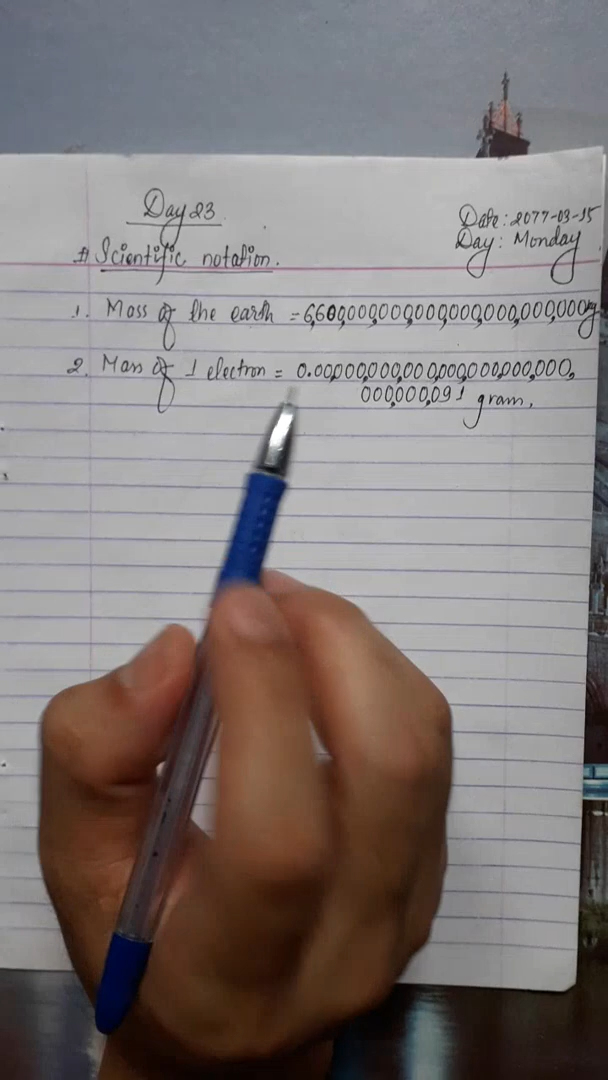 Day 23
Date: 2077-03-15
Day: Monday
# Scientific notation.
1. Mass of the earth = 6,600,000,000,000,000,000,000,000kg
2. Mass of 1 electron = 0.00,000,000,000,000,000,000,000,
000,000,091 gram.